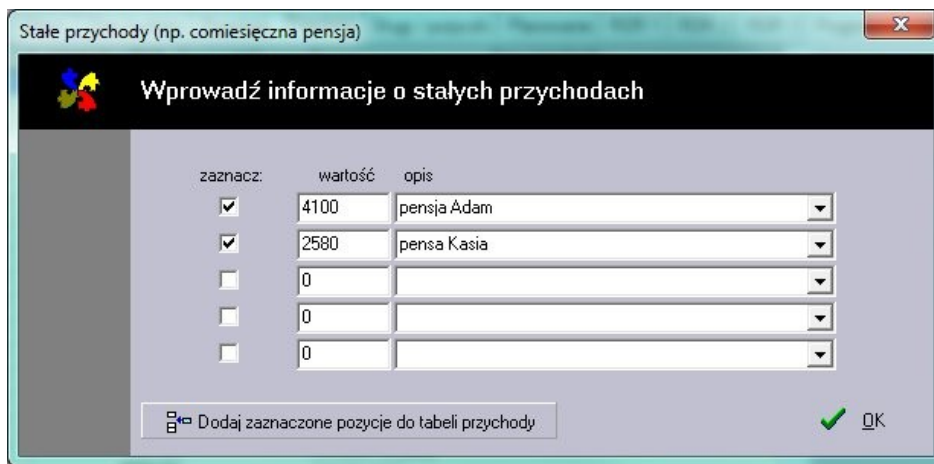 Stałe przychody (np. comiesięczna pensja)
Wprowadź informacje o stałych przychodach
zaznacz: wartość opis
4100 pensja Adam
2580 pensa Kasia
0
0
0
Dodaj zaznaczone pozycje do tabeli przychody OK